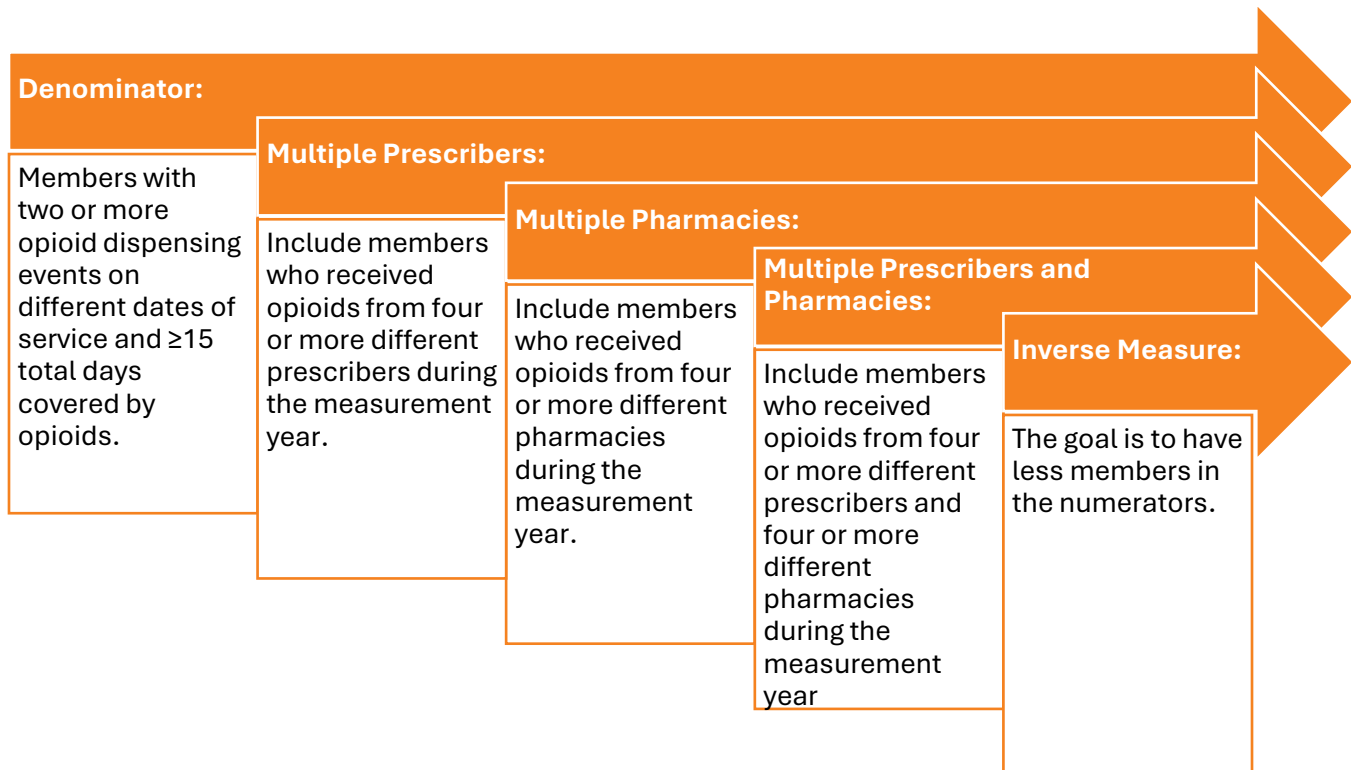 Denominator:
Members with
two or more
opioid dispensing
events on
different dates of
service and ≥15
total days
covered by
opioids.
Multiple Prescribers:
Include members
who received
opioids from four
or more different
prescribers during
the measurement
year.
Multiple Pharmacies:
Include members
who received
opioids from four
or more different
pharmacies
during the
measurement
year.
Multiple Prescribers and
Pharmacies:
Include members
who received
opioids from four
or more different
prescribers and
four or more
different
pharmacies
during the
measurement
year
Inverse Measure:
The goal is to have
less members in
the numerators.